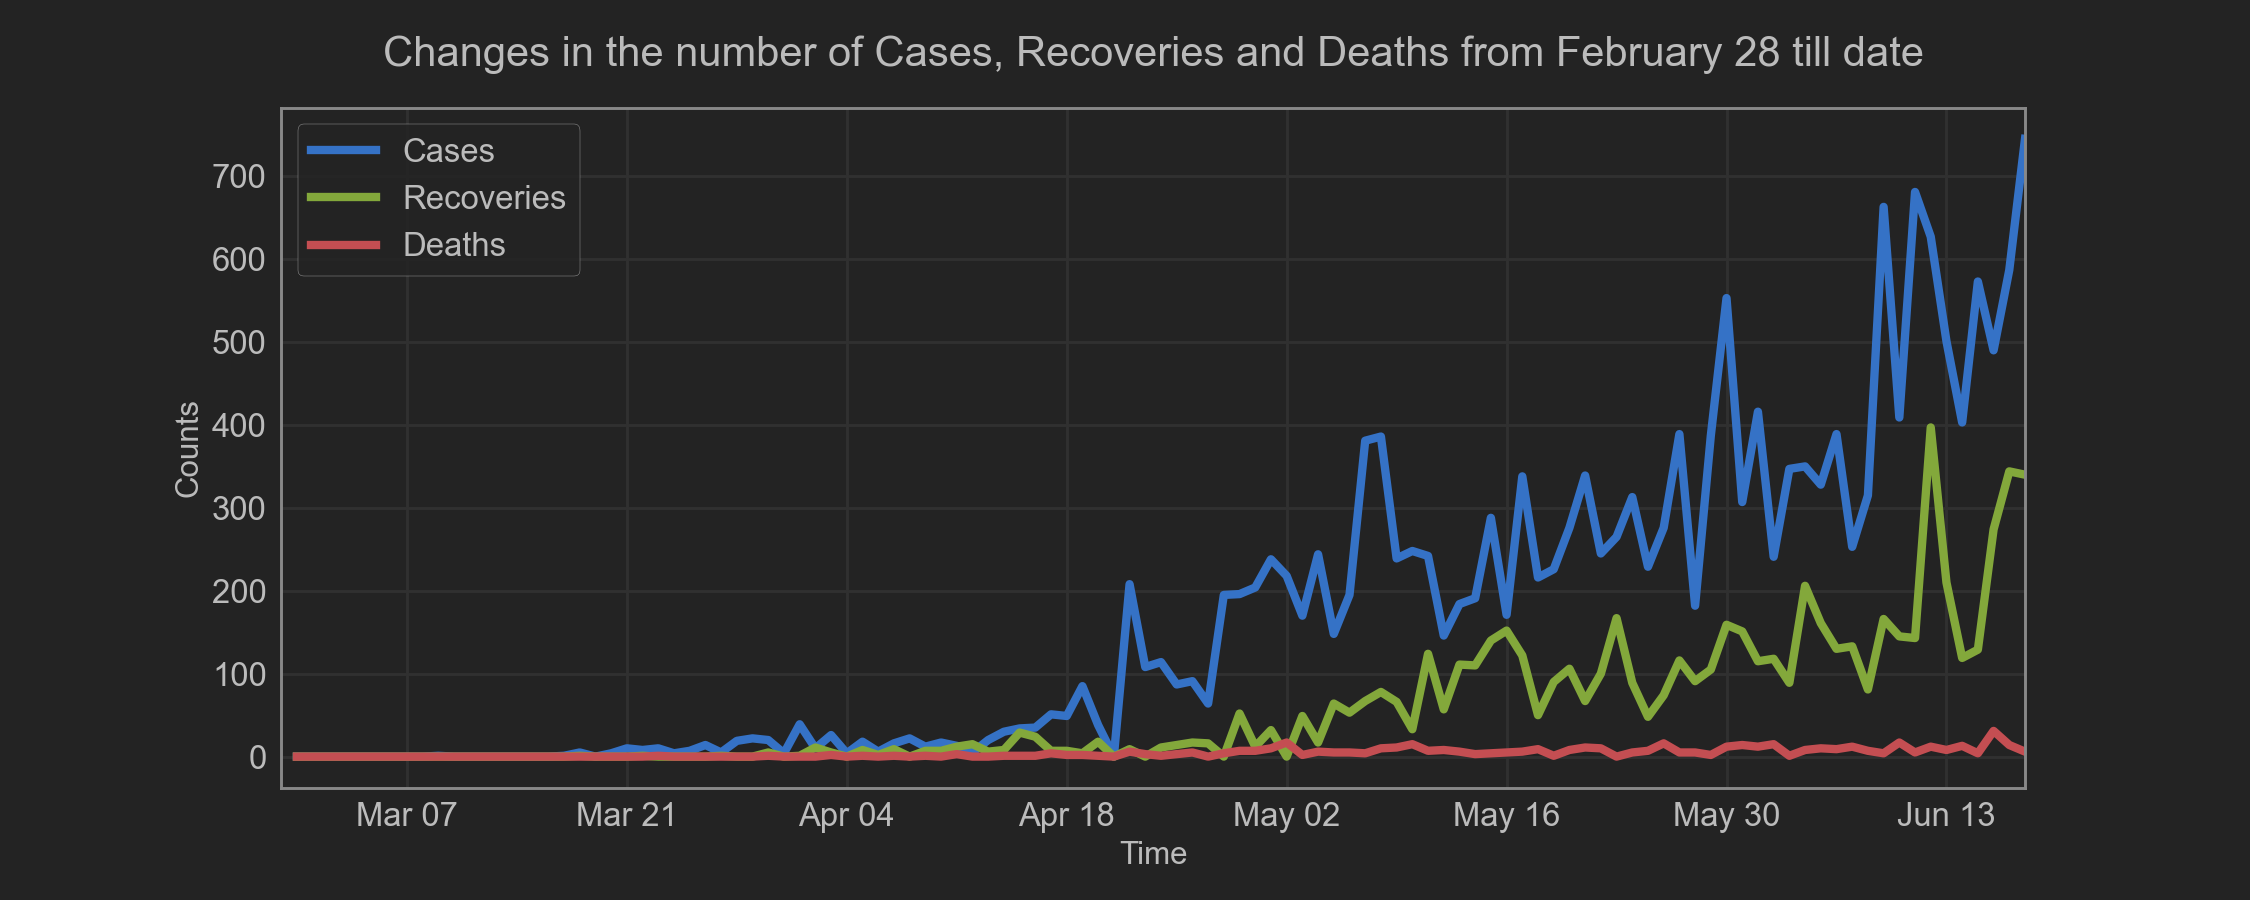 Changes in the number of Cases, Recoveries and Deaths from February 28 till date
Cases
Recoveries
Deaths
700
600
500
400
300
200
100
0
Counts
Mar 07 Mar 21 Apr 04 Apr 18 May 02 May 16 May 30 Jun 13
Time